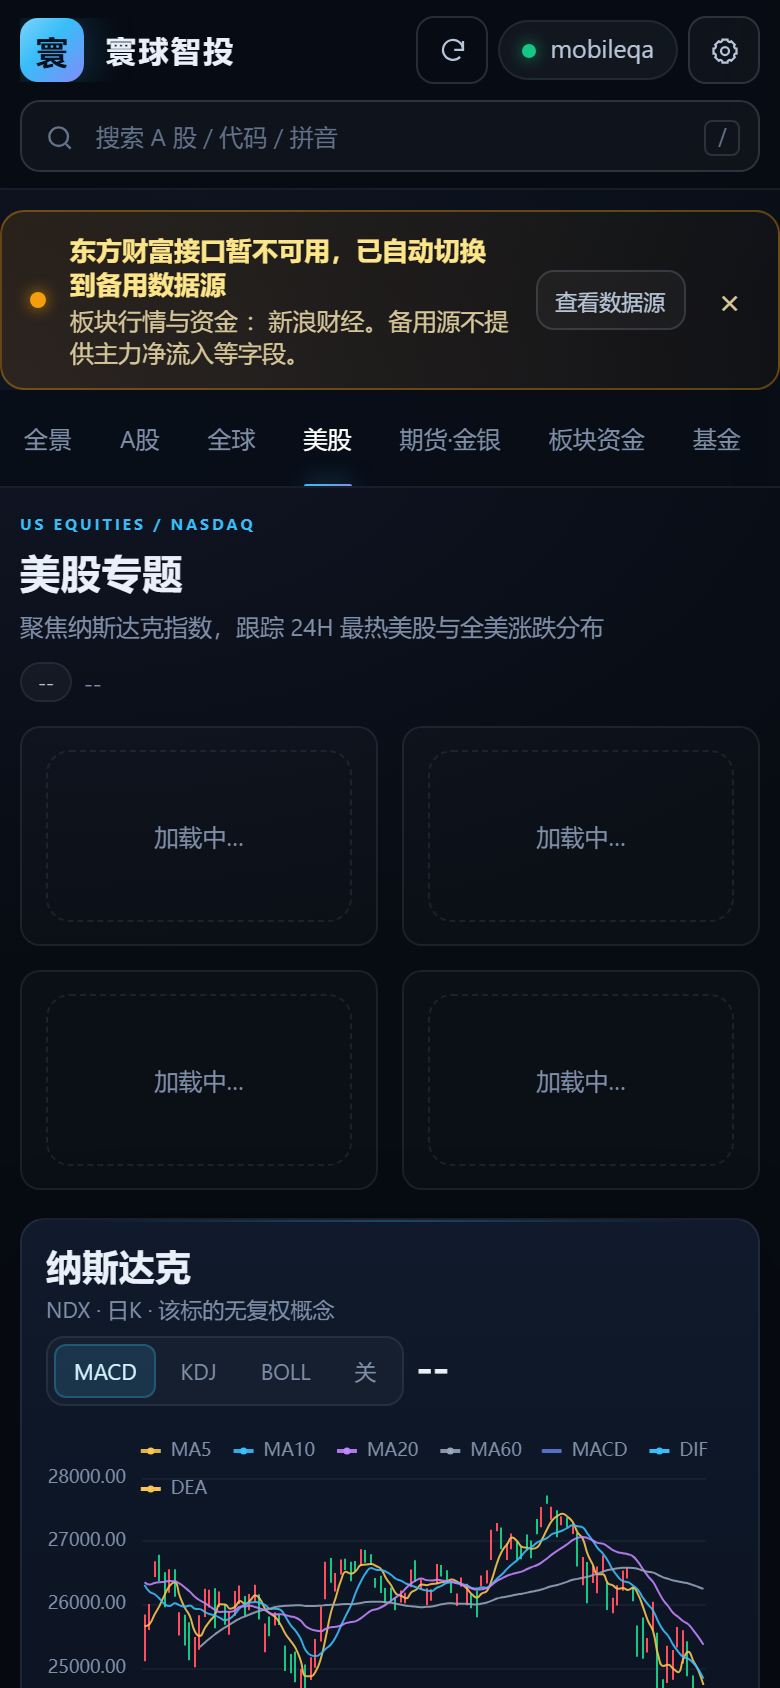 寰 寰球智投 mobileqa
搜索 A 股 / 代码 / 拼音 /
东方财富接口暂不可用，已自动切换
到备用数据源
板块行情与资金 ：新浪财经。备用源不提
供主力净流入等字段。
查看数据源 ×
全景 A股 全球 美股 期货·金银 板块资金 基金
US EQUITIES / NASDAQ
美股专题
聚焦纳斯达克指数，跟踪 24H 最热美股与全美涨跌分布
-- --
加载中... 加载中...
加载中... 加载中...
纳斯达克
NDX · 日K · 该标的无复权概念
MACD KDJ BOLL 关 --
MA5 MA10 MA20 MA60 MACD DIF
DEA
28000.00
27000.00
26000.00
25000.00